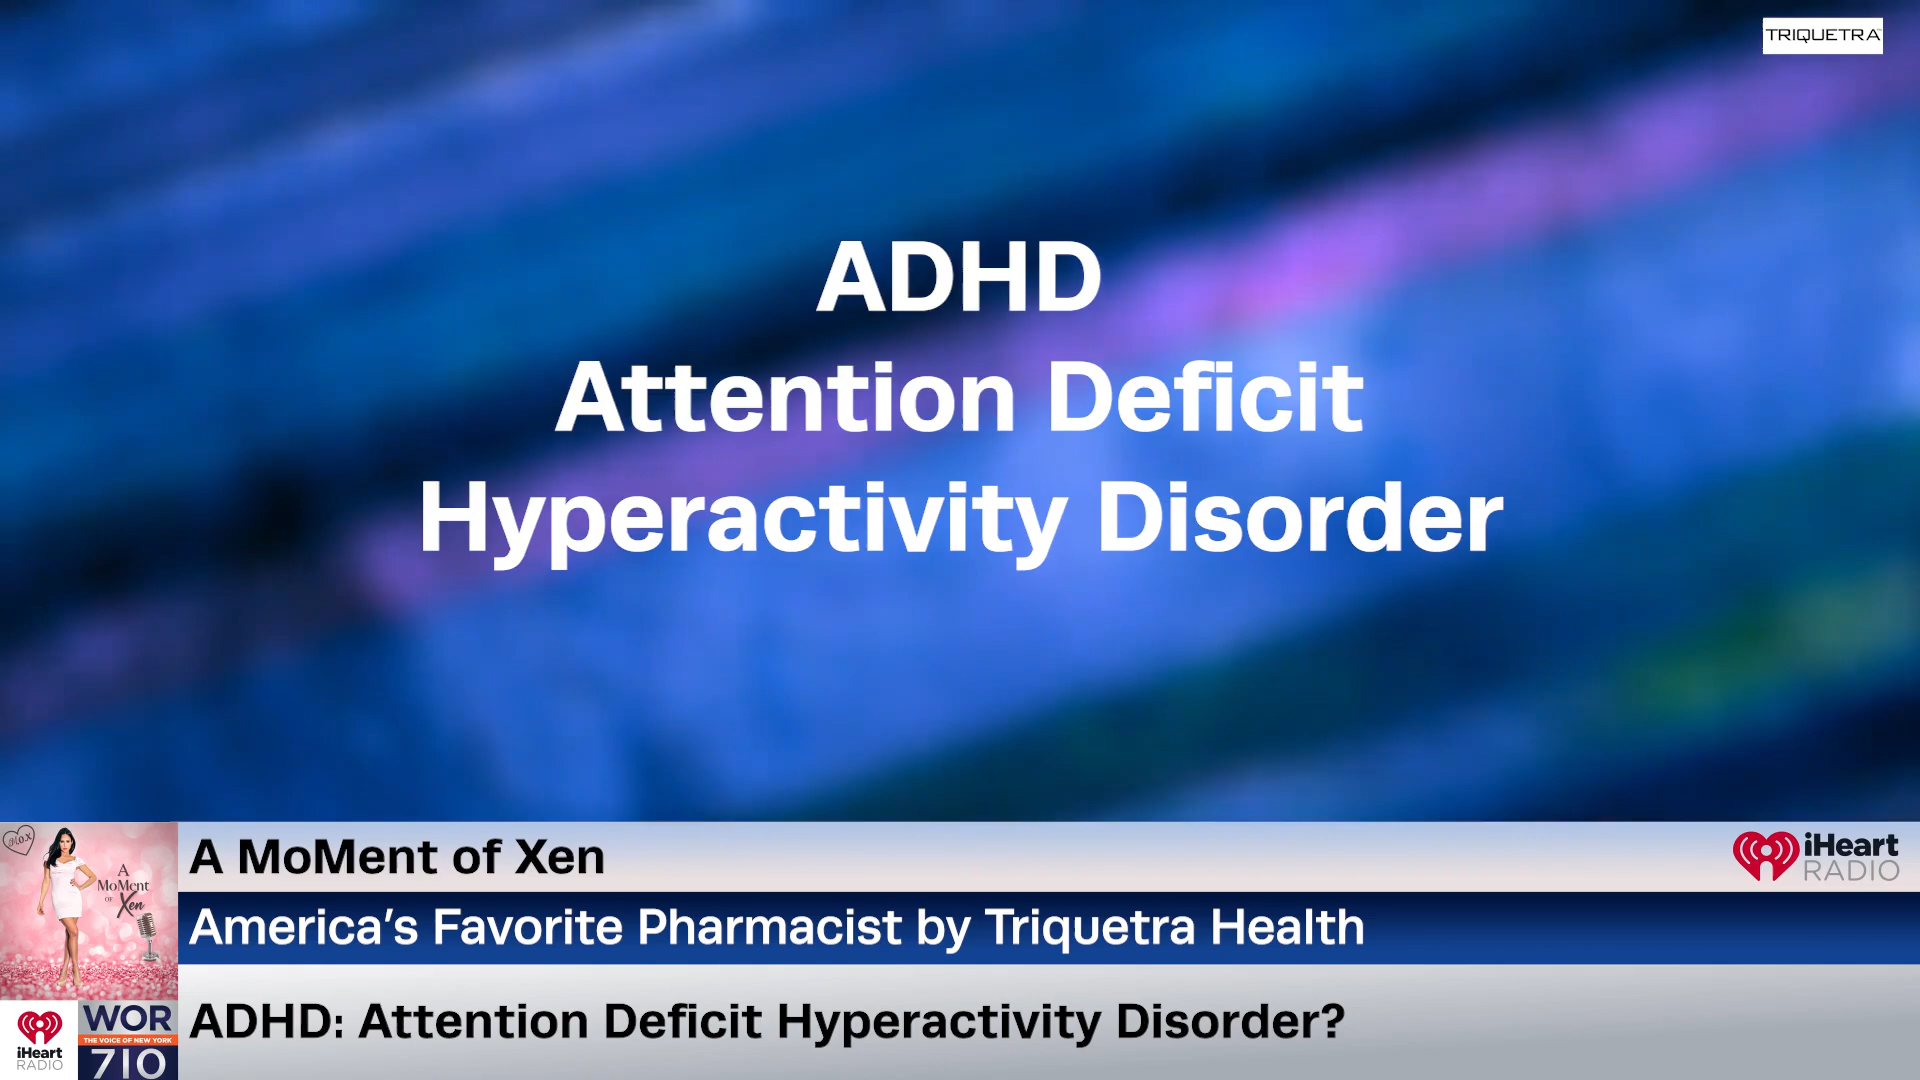 TRIQUETRA
ADHD
Attention Deficit
Hyperactivity Disorder
A MoMent of Xen
iHeart
RADIO
America's Favorite Pharmacist by Triquetra Health
ADHD: Attention Deficit Hyperactivity Disorder?
M.O.X
A
MoMent
OF Xen
iHeart
RADIO
WOR
THE VOICE OF NEW YORK
710